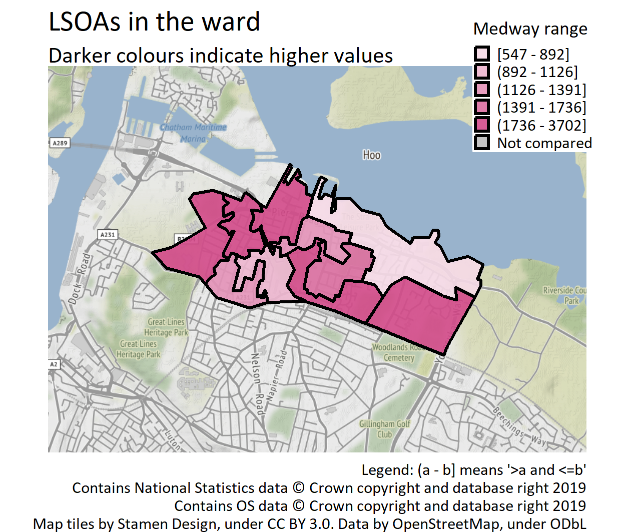 LSOAs in the ward
Darker colours indicate higher values
Medway range
[547 - 892]
(892 - 1126]
(1126 - 1391]
(1391 - 1736]
(1736 - 3702]
Not compared
Chatham Maritime
Marina
A289
Hoo
A231
Dock Road
Riverside Cou
Park
Great Lines
Heritage Park
Great Lines
Heritage Park
Woodlands
Cemetery
A2
Nelson Road
Napier Road
Gillingham Golf
Club
Beechings Way
Legend: (a - b] means '>a and <=b'
Contains National Statistics data © Crown copyright and database right 2019
Contains OS data © Crown copyright and database right 2019
Map tiles by Stamen Design, under CC BY 3.0. Data by OpenStreetMap, under ODbL